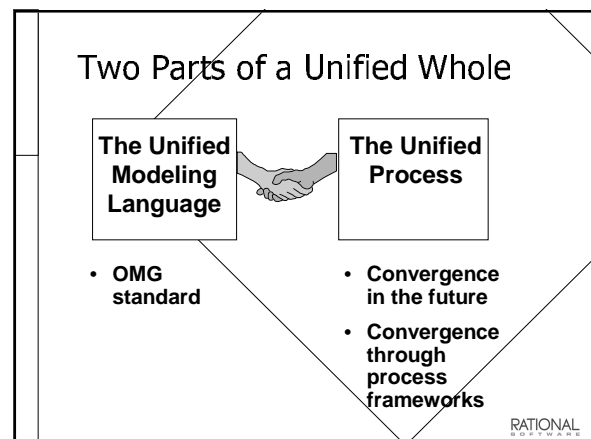 Two Parts of a Unified Whole
The Unified
Modeling
Language
The Unified
Process
• OMG
standard
• Convergence
in the future
• Convergence
through
process
frameworks
RATIONAL
SOFTWARE